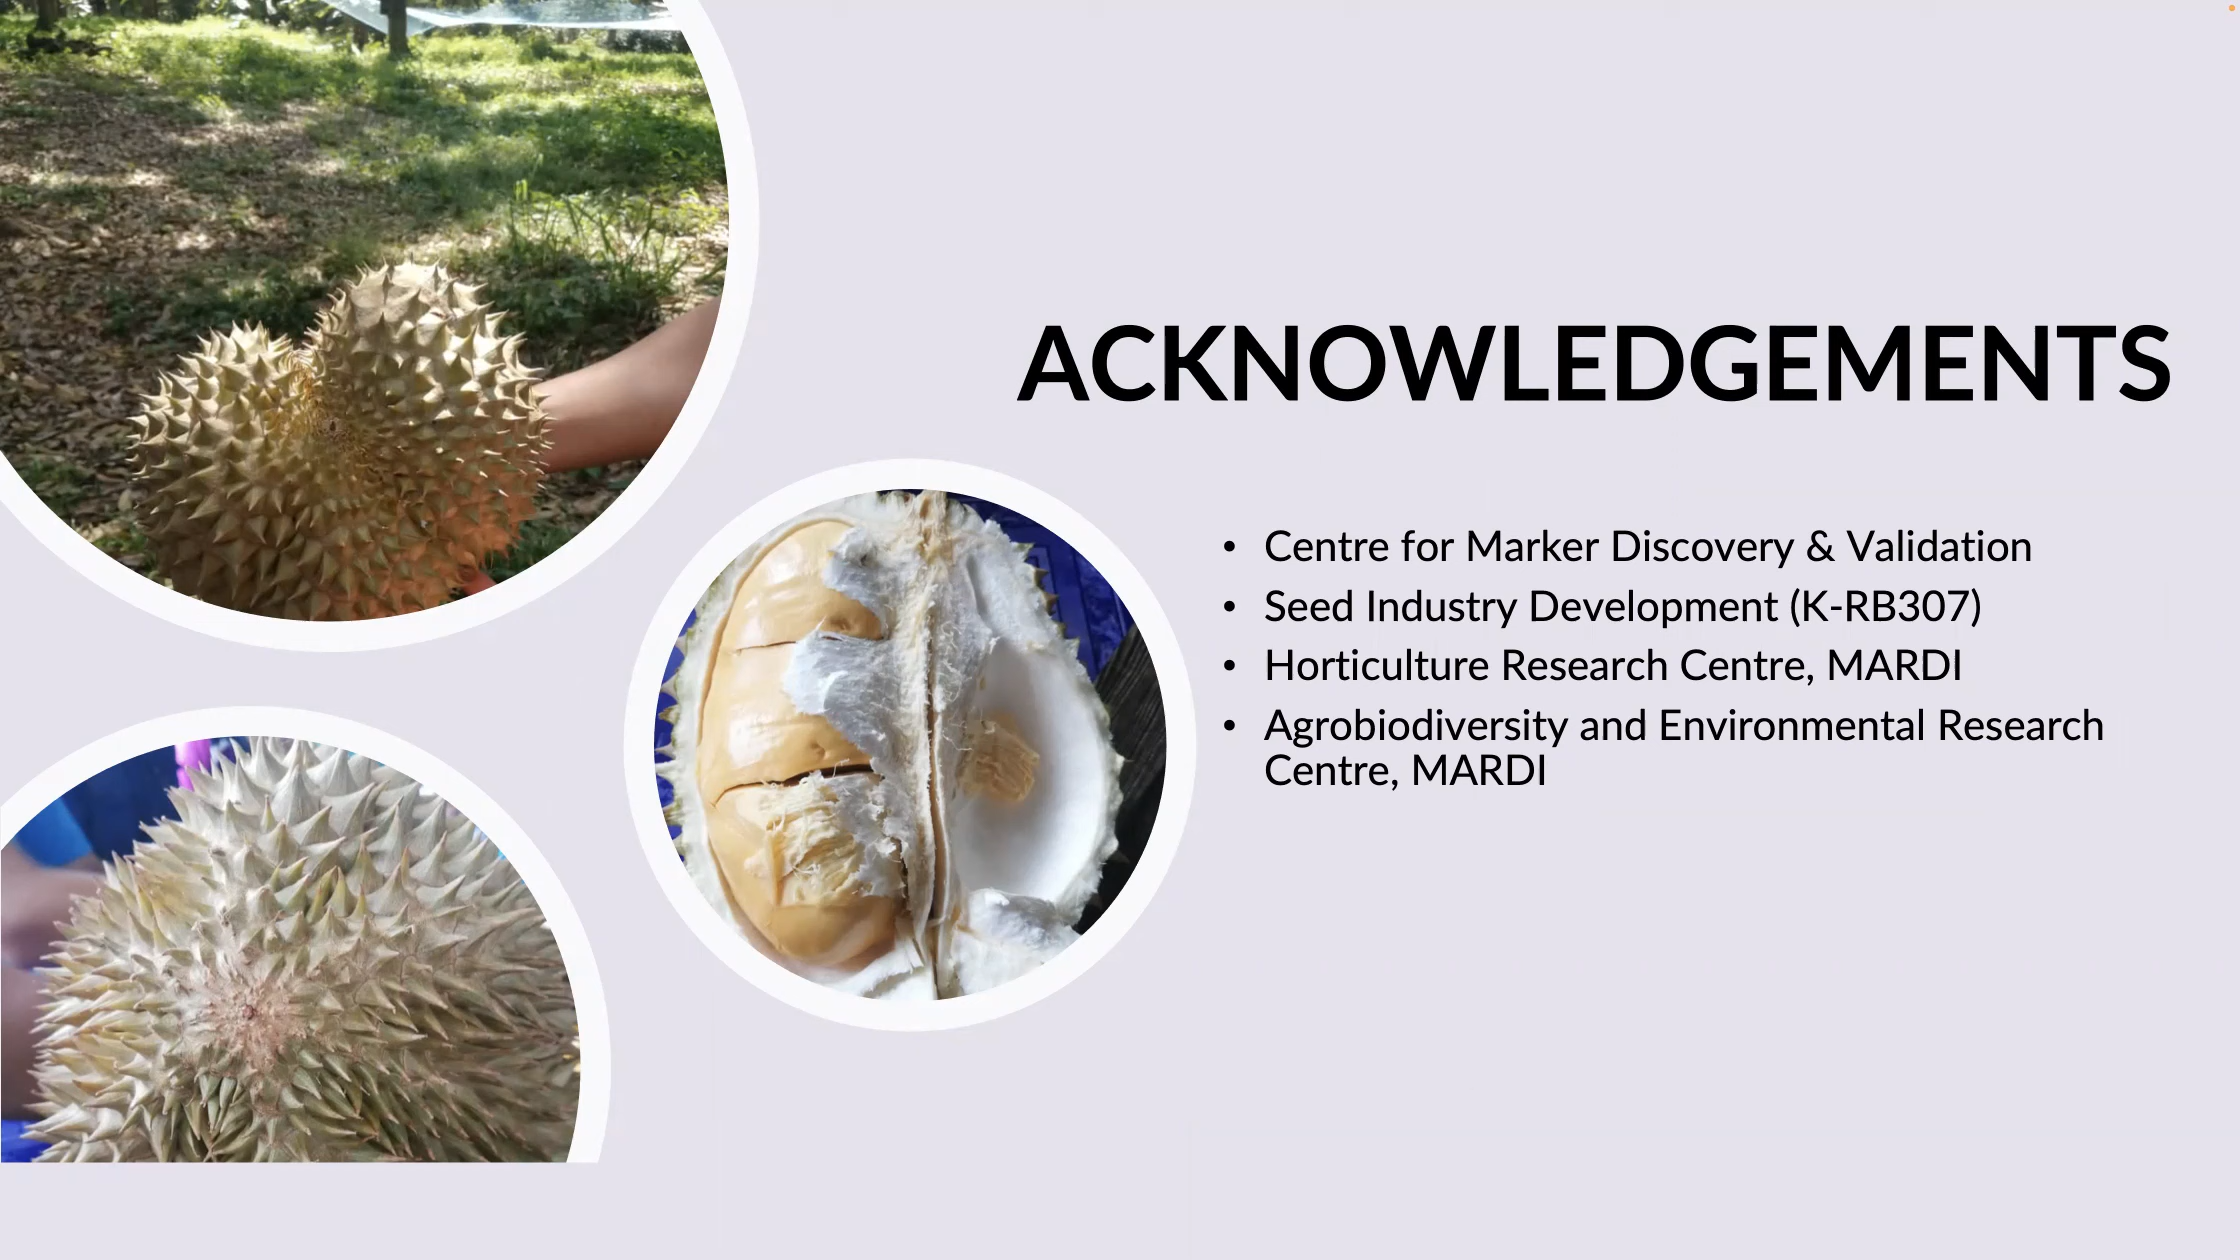 ACKNOWLEDGEMENTS
• Centre for Marker Discovery & Validation
• Seed Industry Development (K-RB307)
• Horticulture Research Centre, MARDI
• Agrobiodiversity and Environmental Research
Centre, MARDI